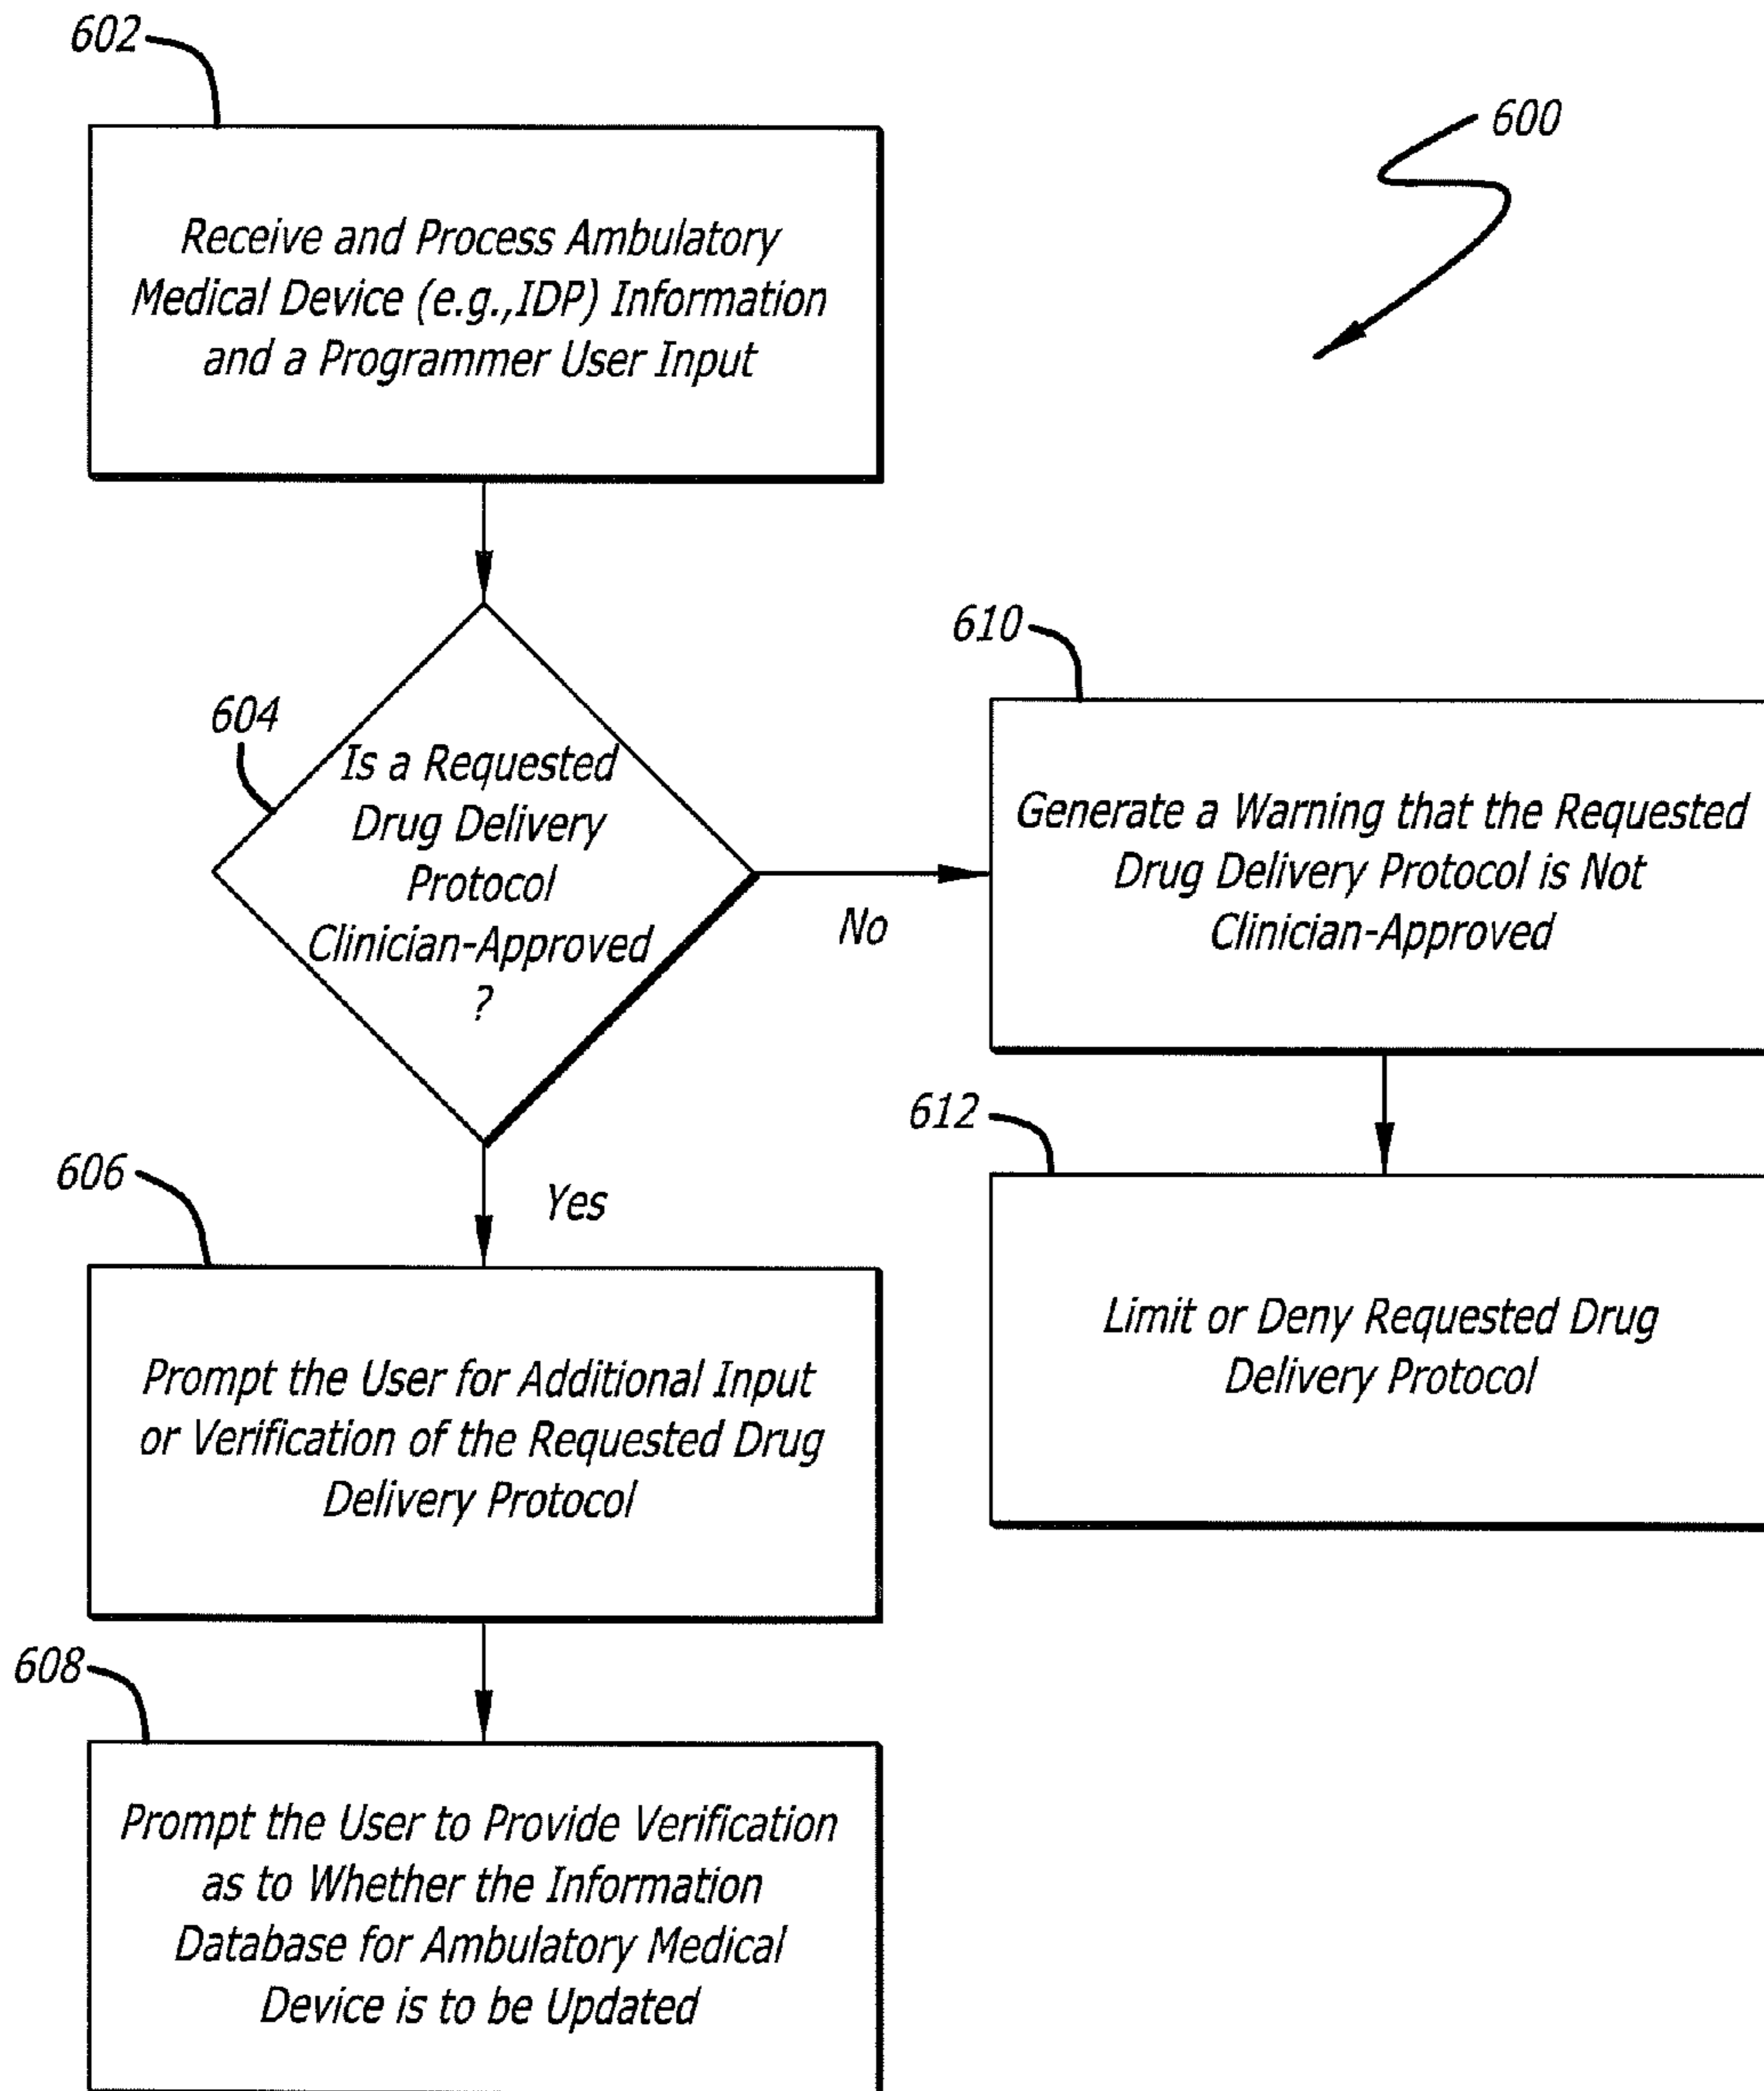 602
600
Receive and Process Ambulatory
Medical Device (e.g.,IDP) Information
and a Programmer User Input
604
Is a Requested
Drug Delivery
Protocol
Clinician-Approved
?
No
Yes
610
Generate a Warning that the Requested
Drug Delivery Protocol is Not
Clinician-Approved
612
Limit or Deny Requested Drug
Delivery Protocol
606
Prompt the User for Additional Input
or Verification of the Requested Drug
Delivery Protocol
608
Prompt the User to Provide Verification
as to Whether the Information
Database for Ambulatory Medical
Device is to be Updated